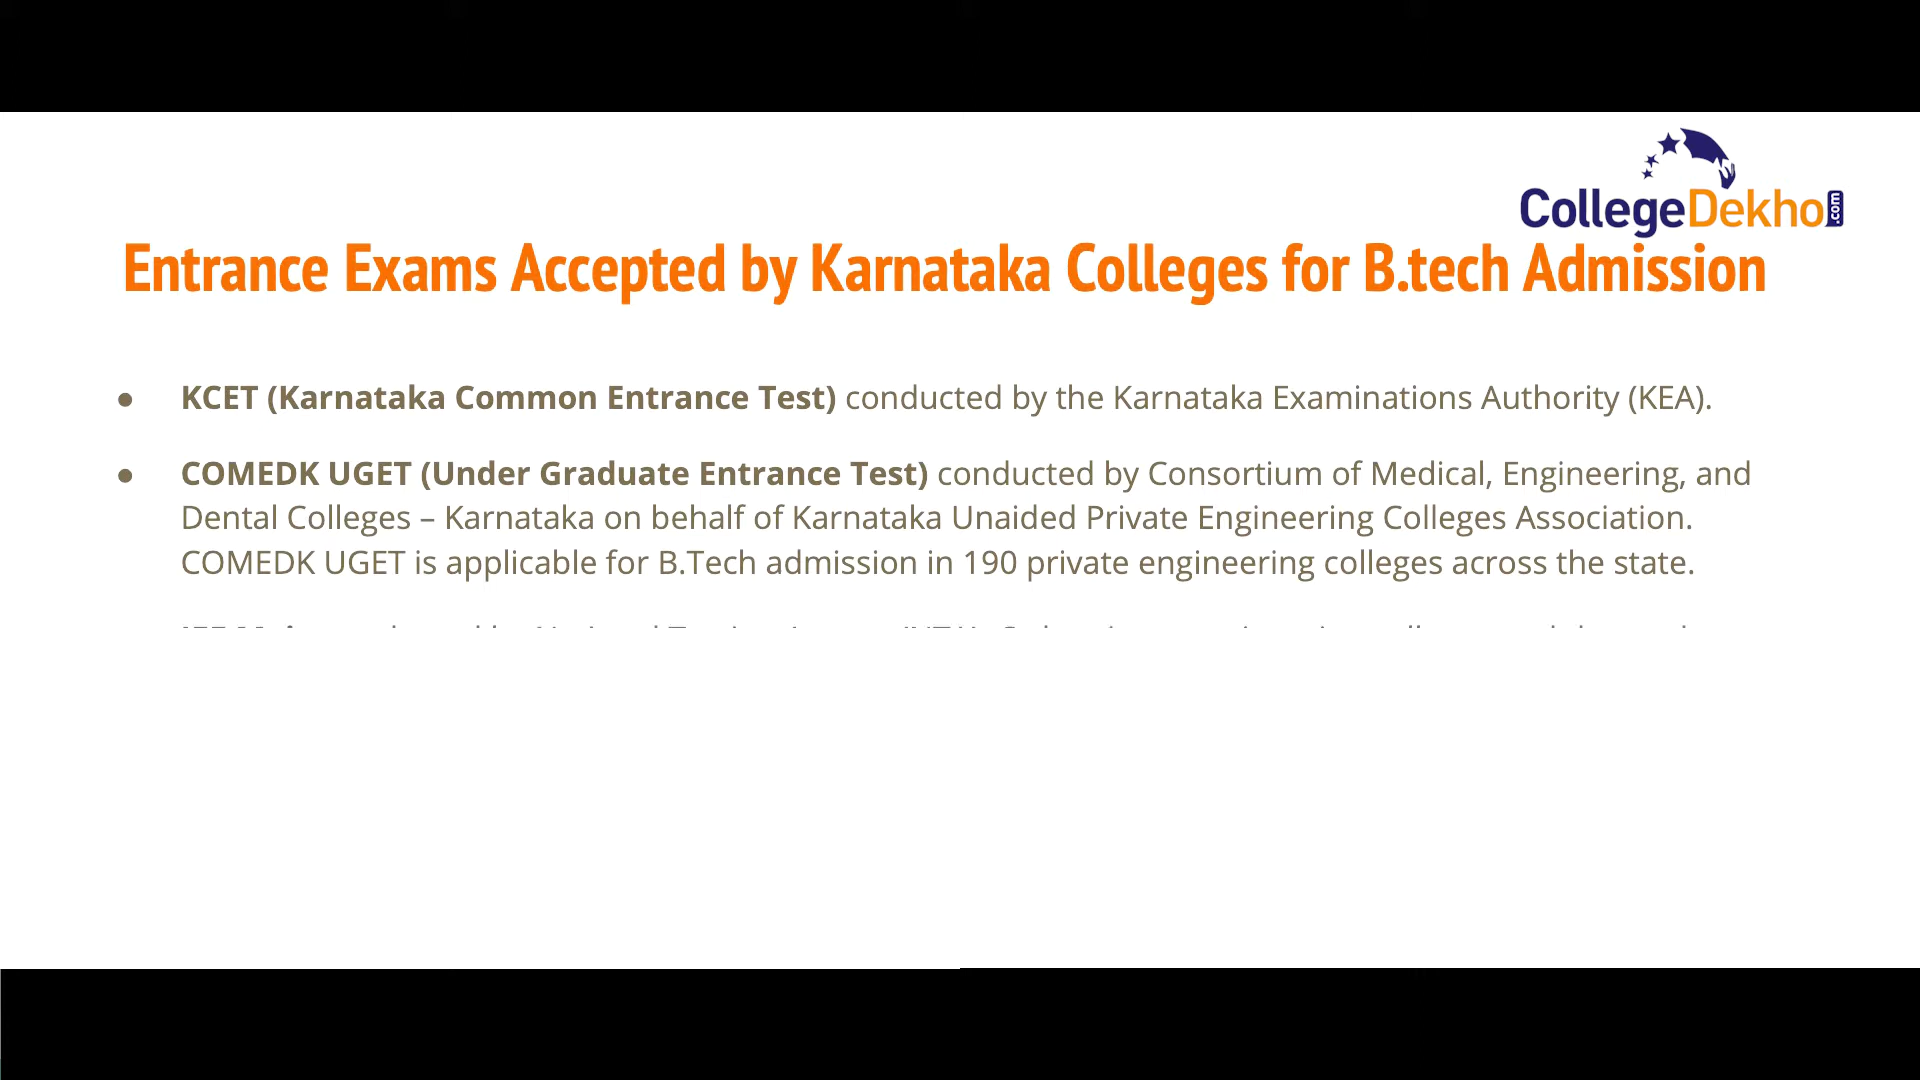 CollegeDekho.com
Entrance Exams Accepted by Karnataka Colleges for B.tech Admission
● KCET (Karnataka Common Entrance Test) conducted by the Karnataka Examinations Authority (KEA).
● COMEDK UGET (Under Graduate Entrance Test) conducted by Consortium of Medical, Engineering, and
Dental Colleges – Karnataka on behalf of Karnataka Unaided Private Engineering Colleges Association.
COMEDK UGET is applicable for B.Tech admission in 190 private engineering colleges across the state.